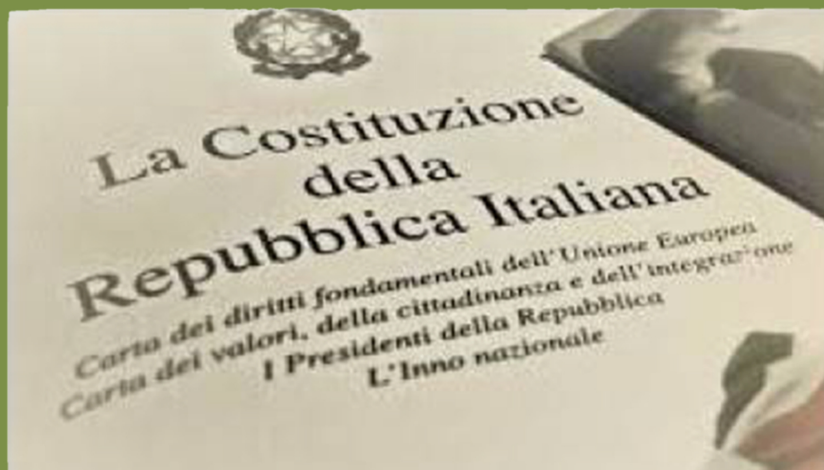 La Costituzione
della
Repubblica Italiana
Carta dei diritti fondamentali dell'Unione Europea
Carta dei valori, della cittadinanza e dell'integrazione
I Presidenti della Repubblica
L'Inno nazionale